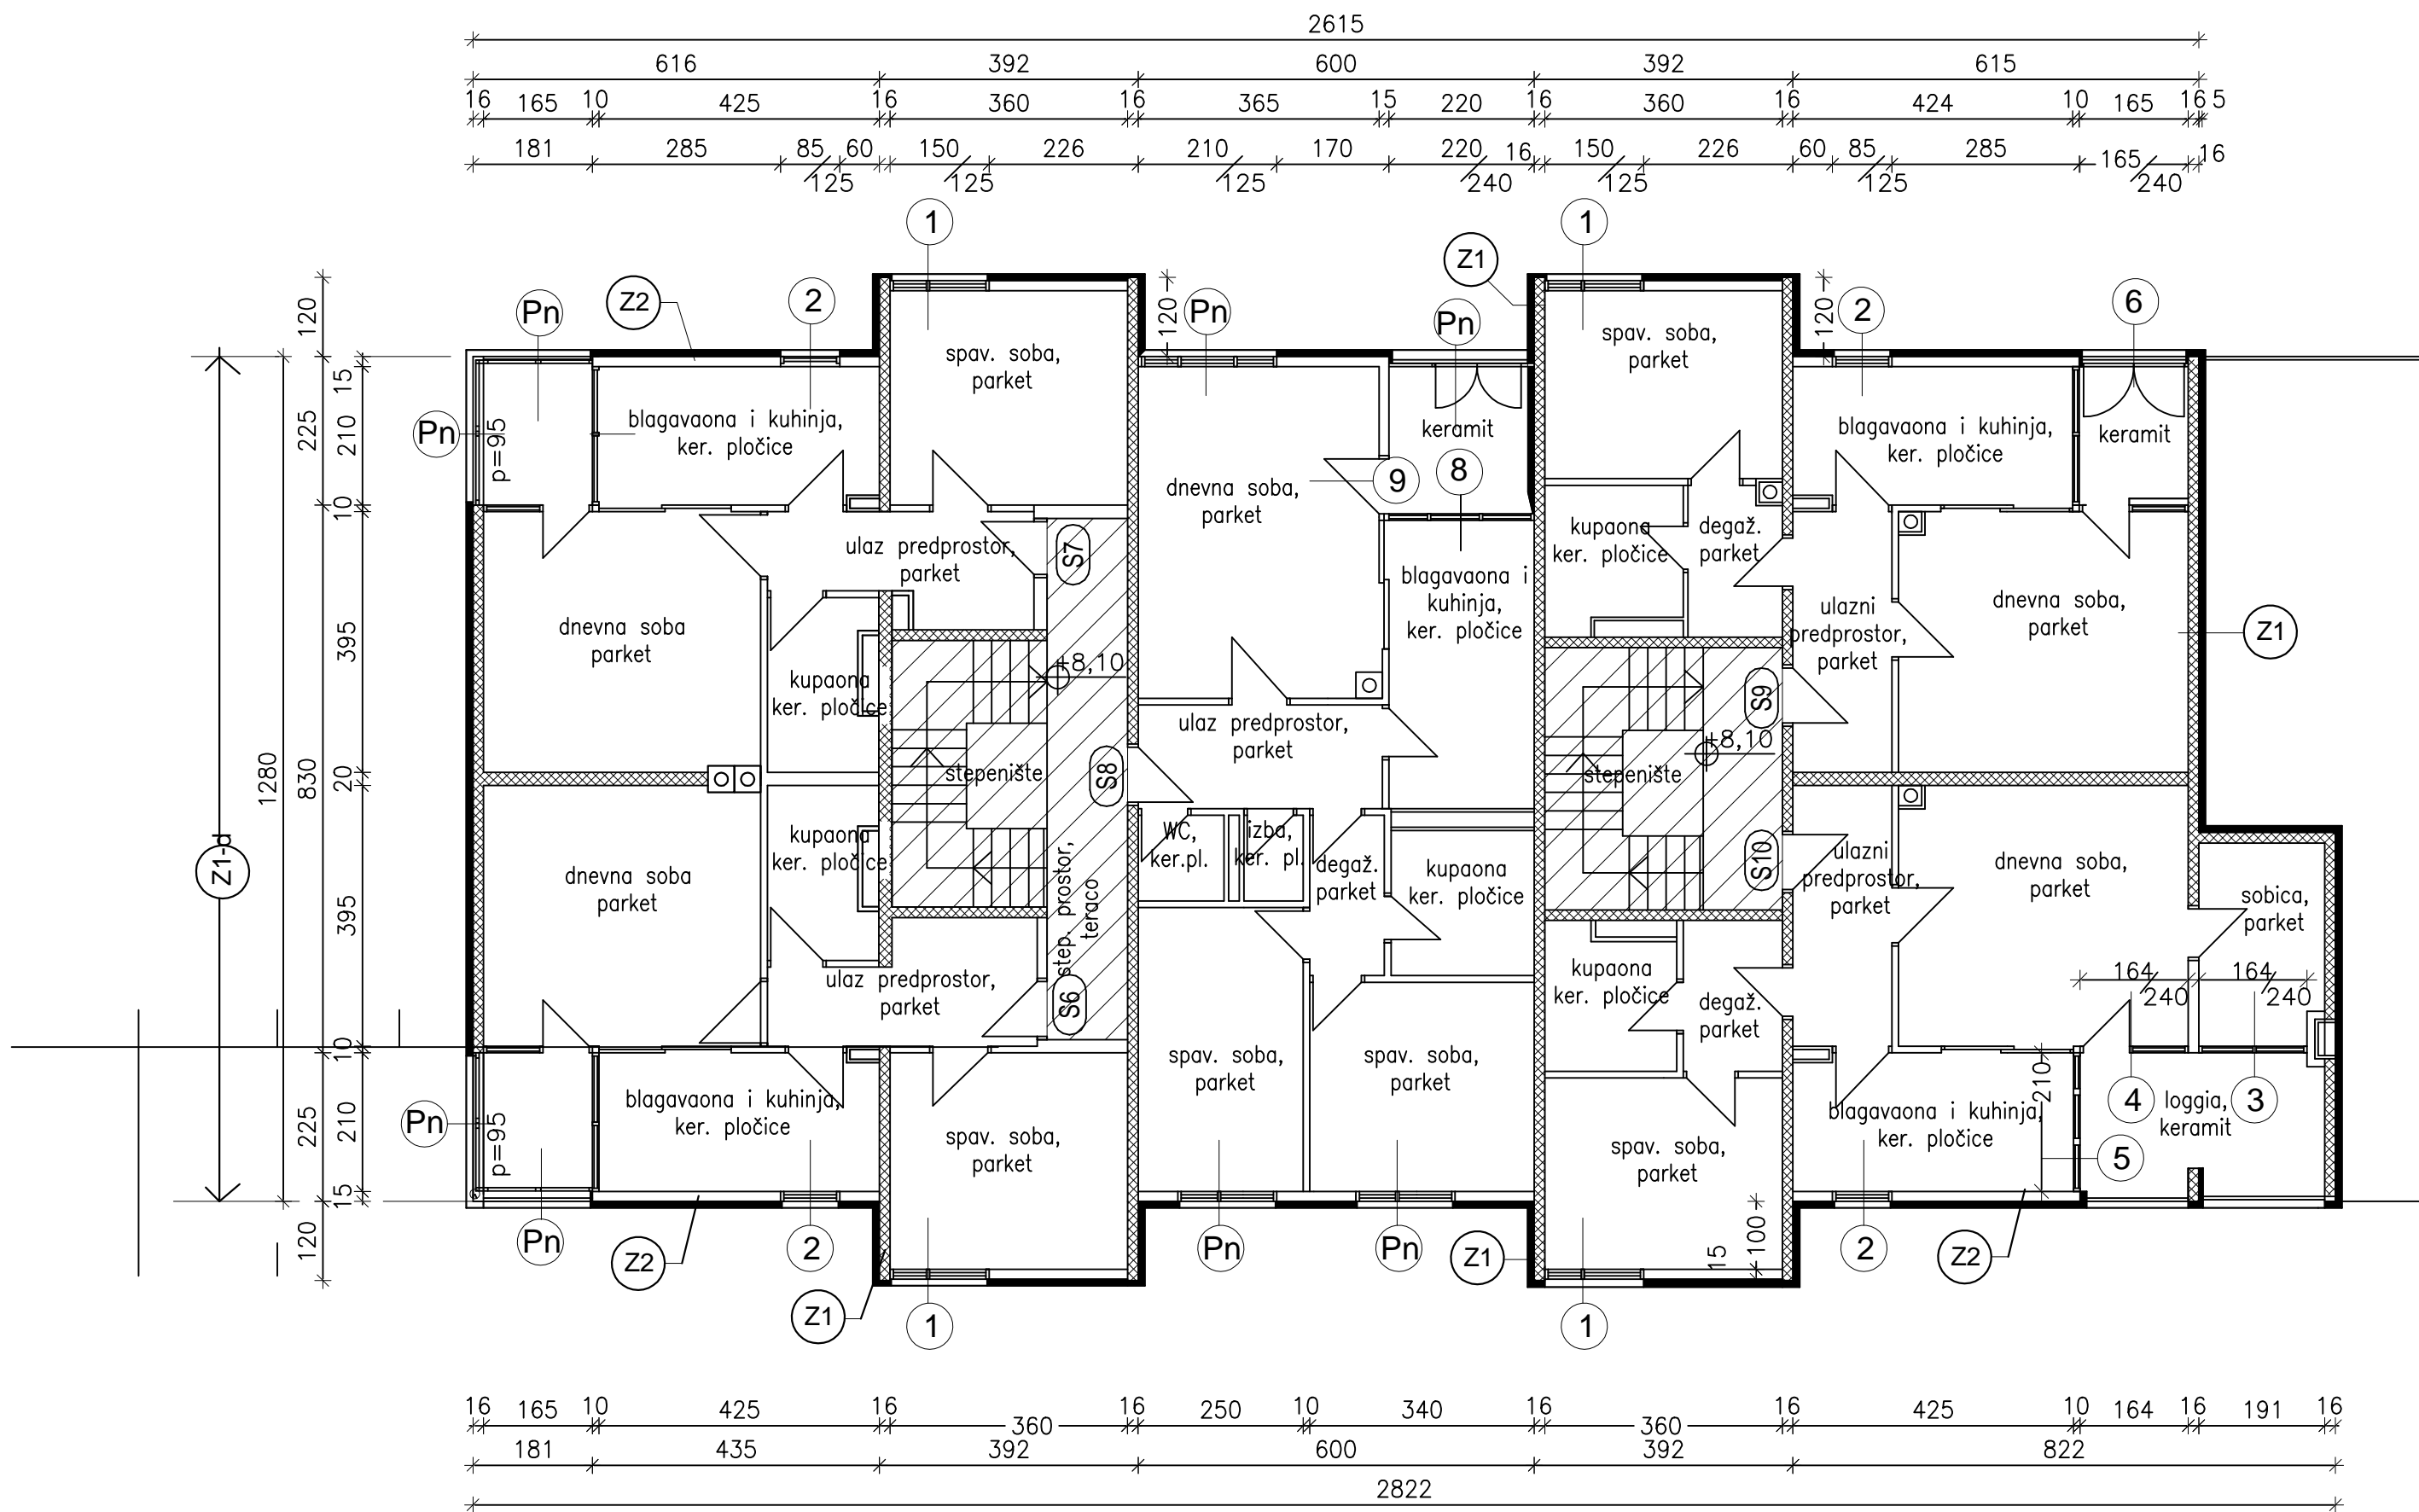 2615
616 392 600 392 615
16 165 10 425 16 360 16 365 15 220 16 360 16 424 10 165 16 5
181 285 85 60 150 226 210 170 220 16 150 226 60 85 285 165 16
125 125 125 240 125 125 240
1 1
Z1
Pn Z2 2 Pn Pn 2 6
120 120 120
spav. soba,
parket
spav. soba,
parket
15
225 210
Pn
p=95
blagavaona i kuhinja,
ker. pločice
keramit
blagavaona i kuhinja,
ker. pločice
keramit
9 8
dnevna soba,
parket
10
kupaona
ker. pločice
degaž.
parket
ulaz predprostor,
parket
S7
blagavaona i
kuhinja,
ker. pločice
dnevna soba
parket
ulazni
predprostor,
parket
dnevna soba,
parket
Z1
395
kupaona
ker. pločice
+8,10
S9
ulaz predprostor,
parket
+8,10
1280 830 20
stepenište
S8
stepenište
Z1-d
kupaona
ker. pločice
WC,
ker.pl.
izba,
ker. pl.
degaž.
parket
kupaona
ker. pločice
S10
ulazni
predprostor,
parket
dnevna soba,
parket
sobica,
parket
dnevna soba
parket
395
step. prostor,
teraco
ulaz predprostor,
parket
S6
kupaona
ker. pločice
degaž.
parket
164 164
240 240
10
spav. soba,
parket
spav. soba,
parket
225 210
Pn
p=95
blagavaona i kuhinja,
ker. pločice
spav. soba,
parket
spav. soba,
parket
blagavaona i kuhinja,
ker. pločice
210
4
loggia,
keramit
3
5
15
120
Pn Z2 2 Pn Pn Z1 15 100 2 Z2
Z1 1 1
16 165 10 425 16 360 16 250 10 340 16 360 16 425 10 164 16 191 16
181 435 392 600 392 822
2822